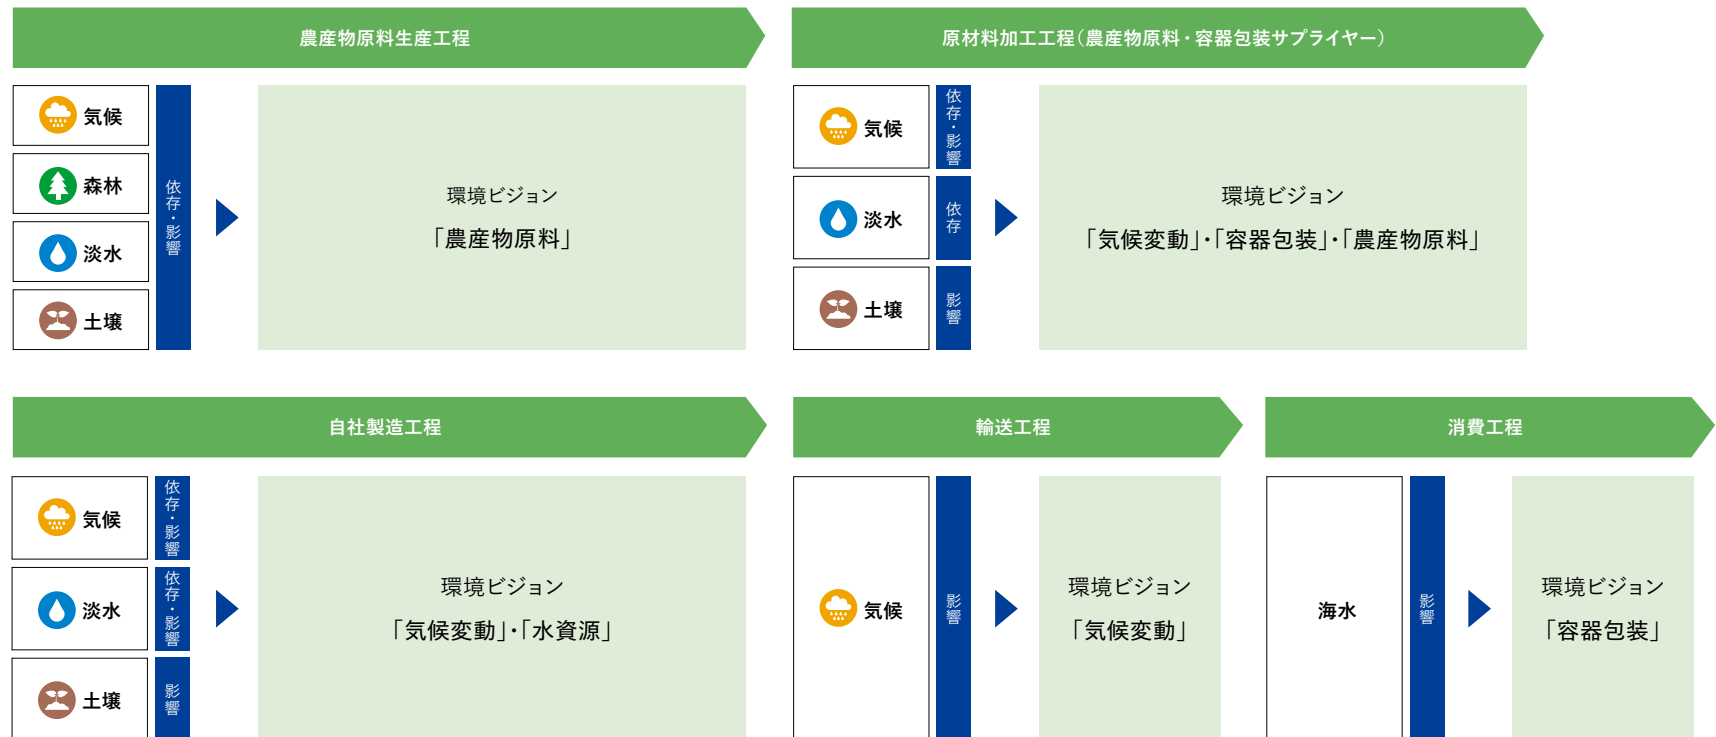 農産物原料生産工程
気候
森林
淡水
土壌
依存・影響
環境ビジョン
「農産物原料」
原材料加工工程（農産物原料・容器包装サプライヤー）
気候
依存・影響
淡水
依存
土壌
影響
環境ビジョン
「気候変動」・「容器包装」・「農産物原料」
自社製造工程
気候
依存・影響
淡水
依存・影響
土壌
影響
環境ビジョン
「気候変動」・「水資源」
輸送工程
気候
影響
環境ビジョン
「気候変動」
消費工程
海水
影響
環境ビジョン
「容器包装」